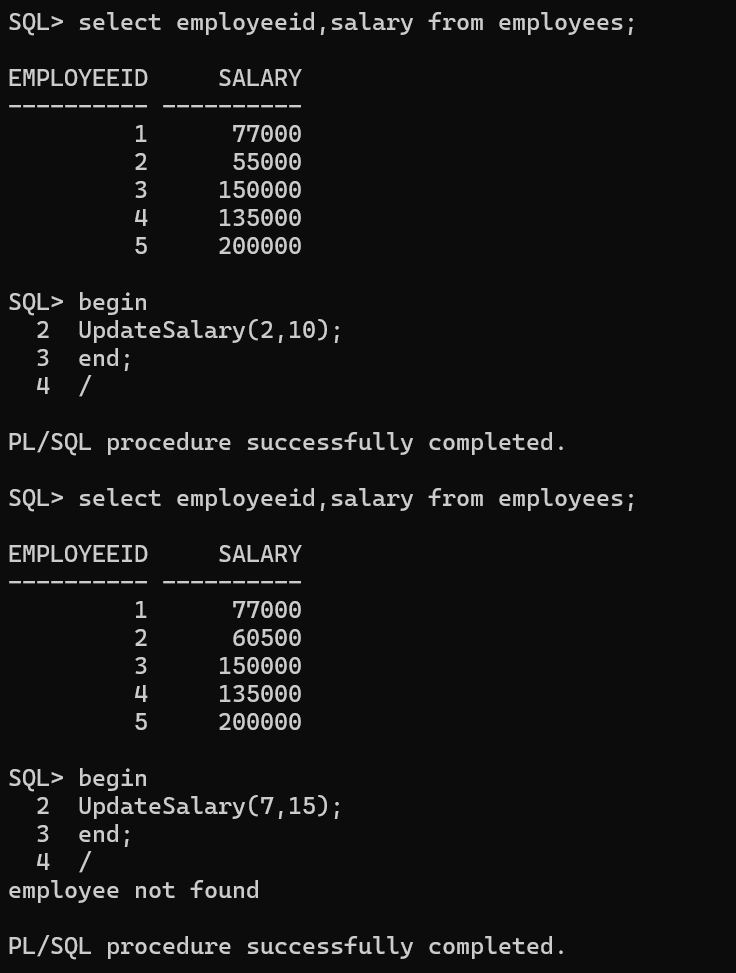 SQL> select employeeid,salary from employees;
EMPLOYEEID     SALARY
---------- ----------
         1      77000
         2      55000
         3     150000
         4     135000
         5     200000
SQL> begin
  2  UpdateSalary(2,10);
  3  end;
  4  /
PL/SQL procedure successfully completed.
SQL> select employeeid,salary from employees;
EMPLOYEEID     SALARY
---------- ----------
         1      77000
         2      60500
         3     150000
         4     135000
         5     200000
SQL> begin
  2  UpdateSalary(7,15);
  3  end;
  4  /
employee not found
PL/SQL procedure successfully completed.